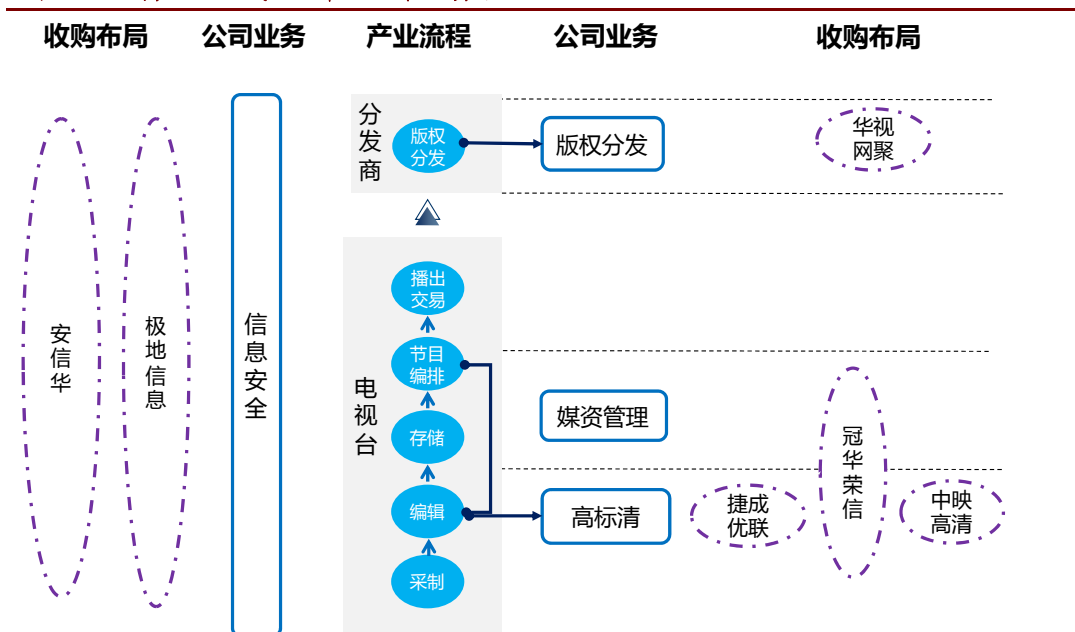 收购布局 公司业务 产业流程 公司业务 收购布局
分发商
版权
分发
版权分发
华视
网聚
播出
交易
安信华
极地信息
信息安全
电视台
节目
编排
媒资管理
存储
冠华荣信
编辑
高标清
捷成
优联
中映
高清
采制